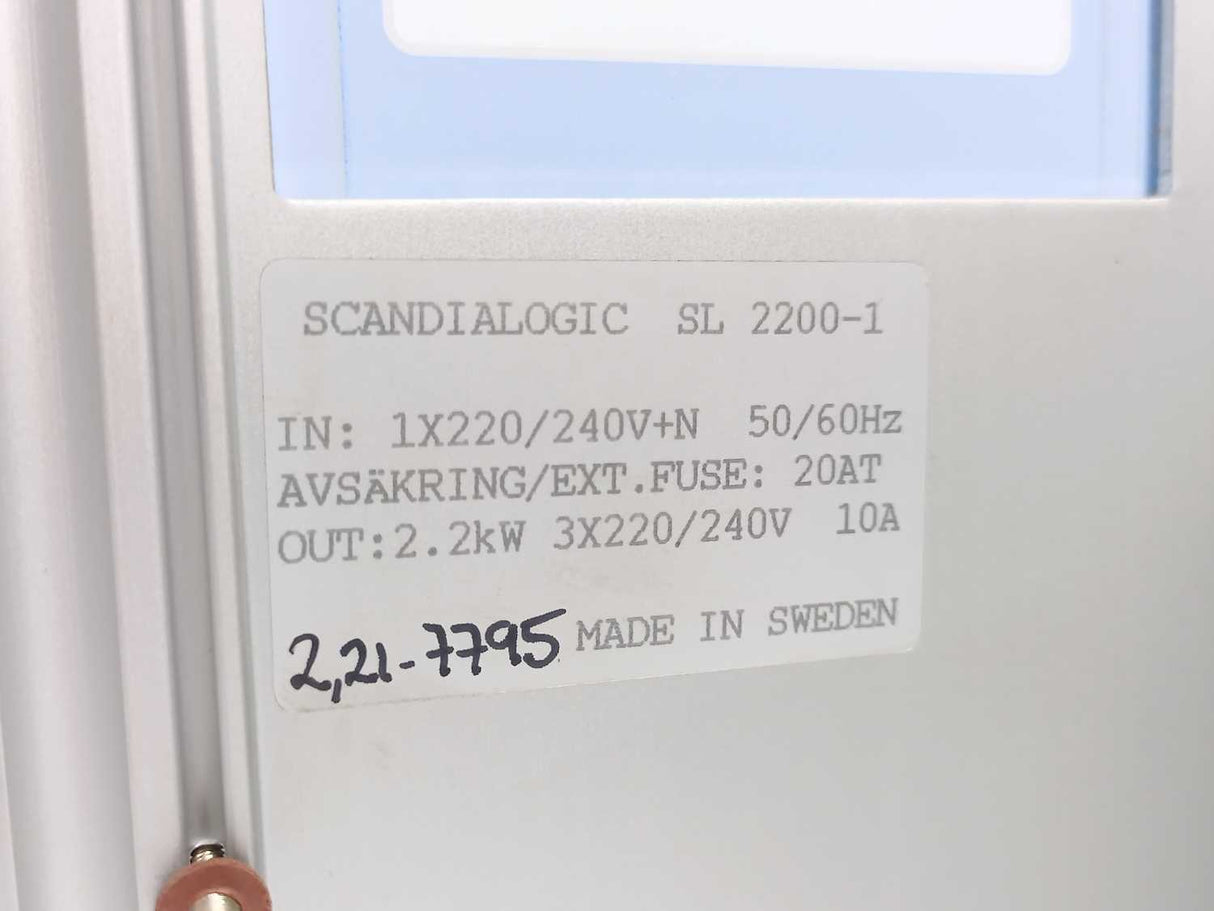 SCANDIALOGIC SL 2200-1
IN: 1X220/240V+N 50/60Hz
AVSÄKRING/EXT.FUSE: 20AT
OUT:2.2kW 3X220/240V 10A
2,21-7795 MADE IN SWEDEN